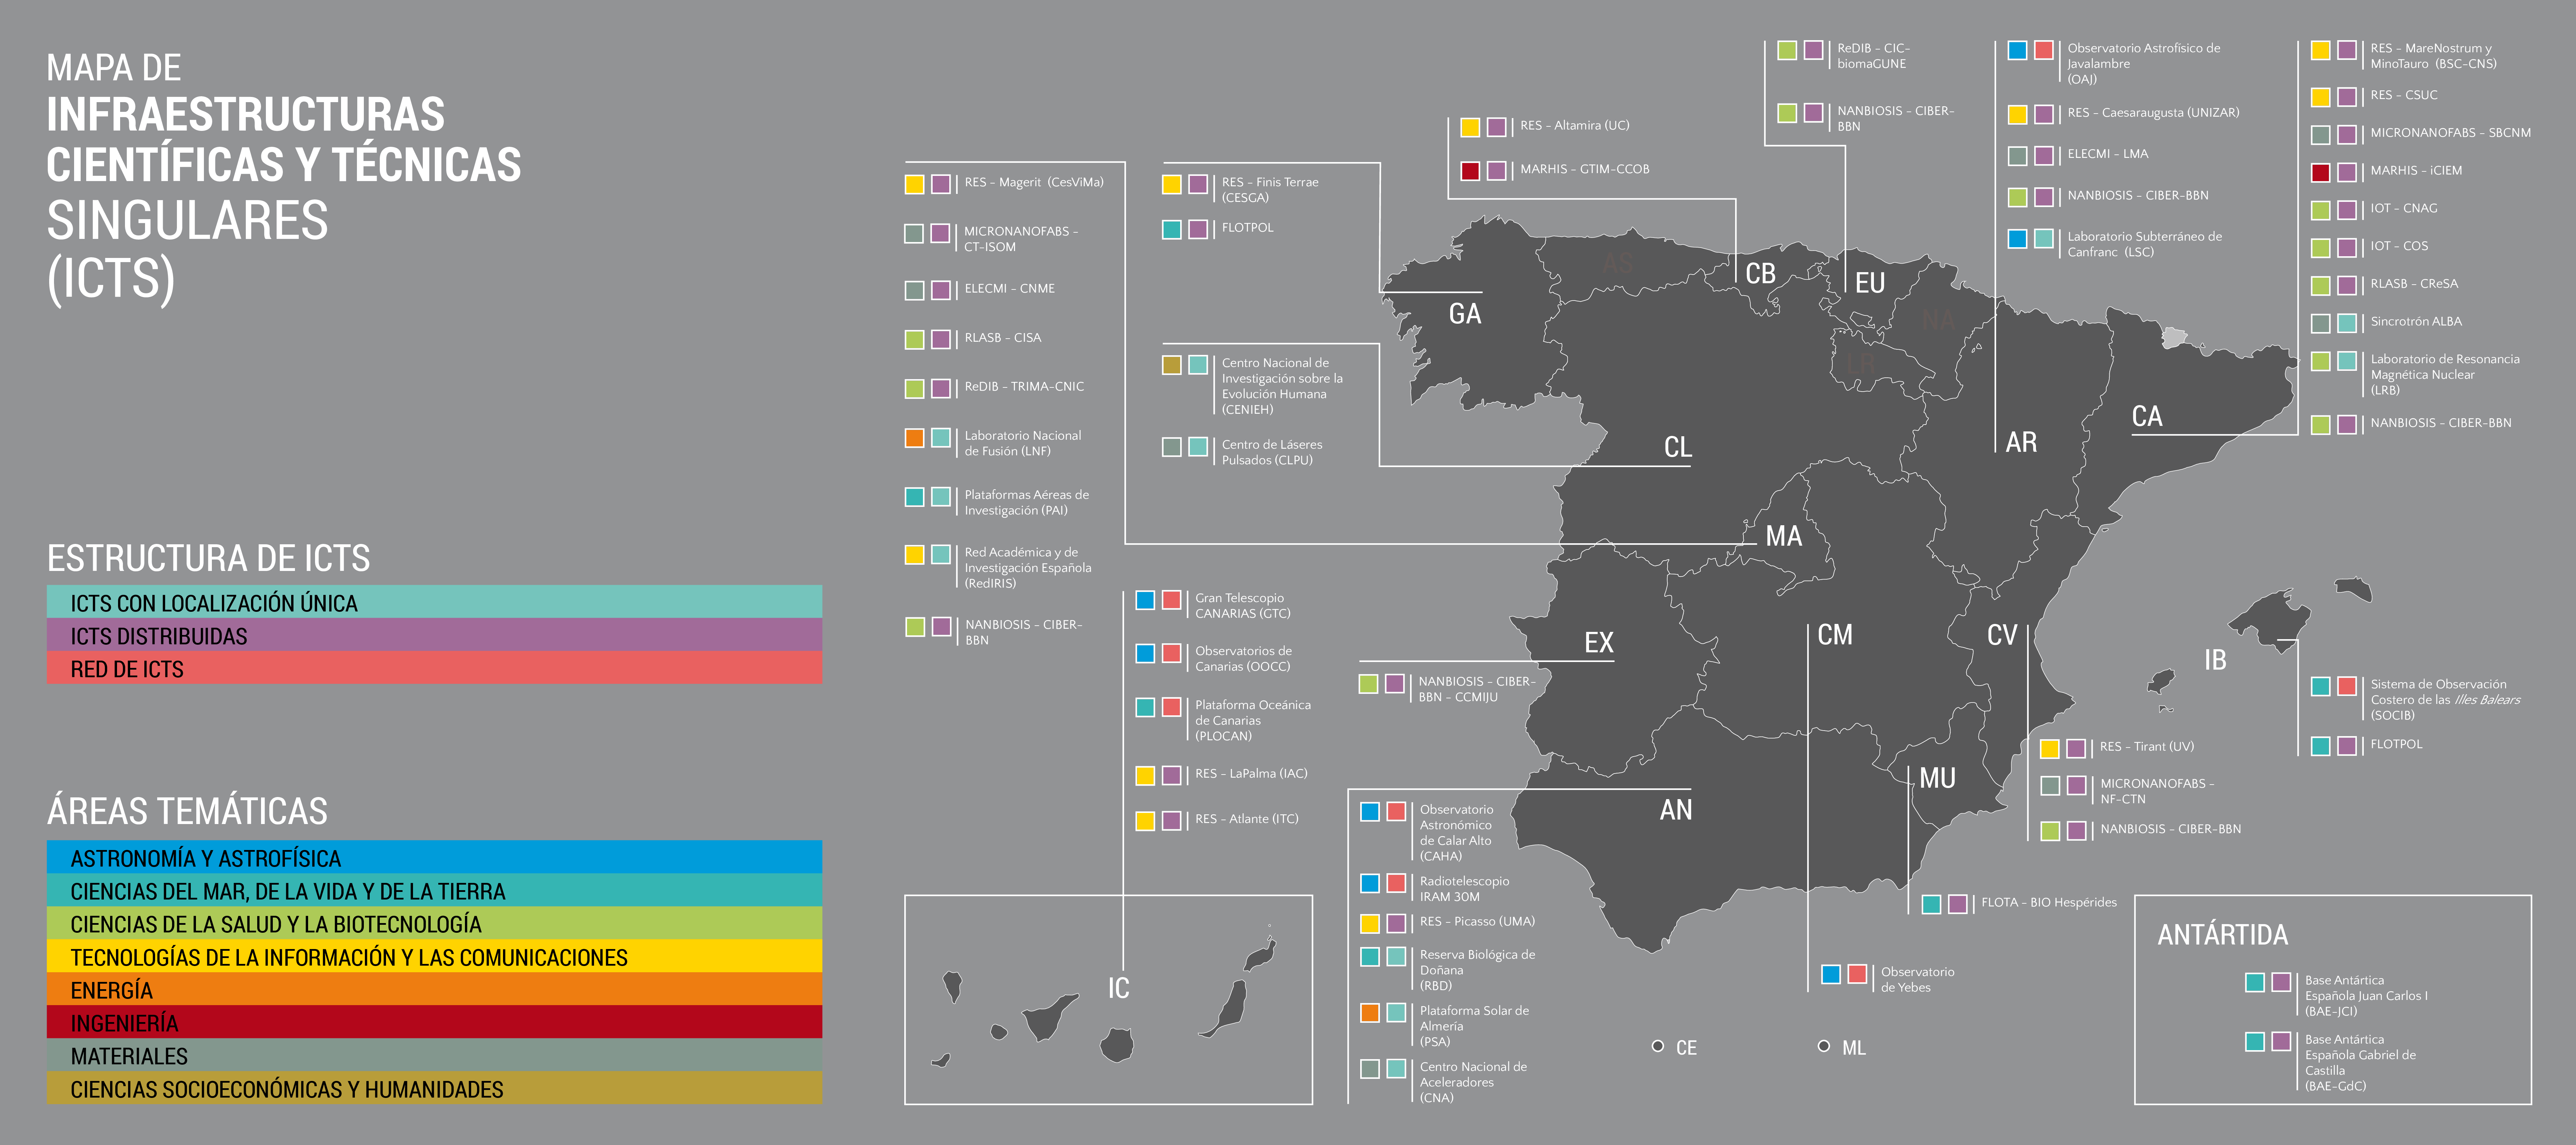 MAPA DE
INFRAESTRUCTURAS
CIENTÍFICAS Y TÉCNICAS
SINGULARES
(ICTS)
ESTRUCTURA DE ICTS
ICTS CON LOCALIZACIÓN ÚNICA
ICTS DISTRIBUIDAS
RED DE ICTS
ÁREAS TEMÁTICAS
ASTRONOMÍA Y ASTROFÍSICA
CIENCIAS DEL MAR, DE LA VIDA Y DE LA TIERRA
CIENCIAS DE LA SALUD Y LA BIOTECNOLOGÍA
TECNOLOGÍAS DE LA INFORMACIÓN Y LAS COMUNICACIONES
ENERGÍA
INGENIERÍA
MATERIALES
CIENCIAS SOCIOECONÓMICAS Y HUMANIDADES
RES - Magerit (CesViMa)
MICRONANOFABS -
CT-ISOM
ELECMI - CNME
RLASB - CISA
ReDIB - TRIMA-CNIC
Laboratorio Nacional
de Fusión (LNF)
Plataformas Aéreas de
Investigación (PAI)
Red Académica y de
Investigación Española
(RedIRIS)
NANBIOSIS - CIBER-
BBN
RES - Finis Terrae
(CESGA)
FLOTPOL
Centro Nacional de
Investigación sobre la
Evolución Humana
(CENIEH)
Centro de Láseres
Pulsados (CLPU)
Gran Telescopio
CANARIAS (GTC)
Observatorios de
Canarias (OOCC)
Plataforma Oceánica
de Canarias
(PLOCAN)
RES - LaPalma (IAC)
RES - Atlante (ITC)
IC
RES - Altamira (UC)
MARHIS - GTIM-CCOB
ReDIB - CIC-
biomaGUNE
NANBIOSIS - CIBER-
BBN
Observatorio Astrofísico de
Javalambre
(OAJ)
RES - Caesaraugusta (UNIZAR)
ELECMI - LMA
NANBIOSIS - CIBER-BBN
Laboratorio Subterráneo de
Canfranc (LSC)
RES - MareNostrum y
MinoTauro (BSC-CNS)
RES - CSUC
MICRONANOFABS - SBCNM
MARHIS - iCIEM
IOT - CNAG
IOT - COS
RLASB - CReSA
Sincrotrón ALBA
Laboratorio de Resonancia
Magnética Nuclear
(LRB)
NANBIOSIS - CIBER-BBN
AS
CB
EU
GA
NA
LR
CA
CL
AR
MA
EX
CM
CV
IB
MU
AN
NANBIOSIS - CIBER-
BBN - CCMIJU
Sistema de Observación
Costero de las Illes Balears
(SOCIB)
FLOTPOL
RES - Tirant (UV)
MICRONANOFABS -
NF-CTN
NANBIOSIS - CIBER-BBN
Observatorio
Astronómico
de Calar Alto
(CAHA)
Radiotelescopio
IRAM 30M
RES - Picasso (UMA)
Reserva Biológica de
Doñana
(RBD)
Plataforma Solar de
Almería
(PSA)
Centro Nacional de
Aceleradores
(CNA)
FLOTA - BIO Hespérides
Observatorio
de Yebes
CE
ML
ANTÁRTIDA
Base Antártica
Española Juan Carlos I
(BAE-JCI)
Base Antártica
Española Gabriel de
Castilla
(BAE-GdC)